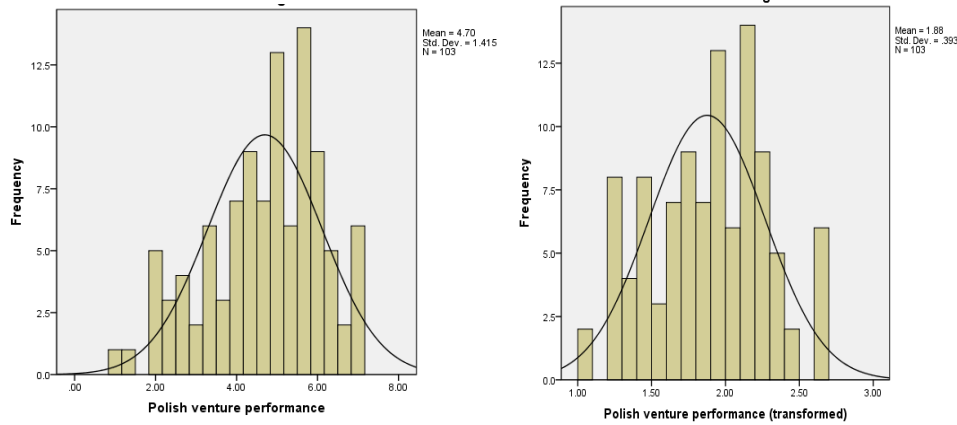 Mean = 4.70
Std. Dev. = 1.415
N = 103
Frequency
12.5
10.0
7.5
5.0
2.5
0.0
.00 2.00 4.00 6.00 8.00
Polish venture performance
Mean = 1.88
Std. Dev. = .393
N = 103
Frequency
12.5
10.0
7.5
5.0
2.5
0.0
1.00 1.50 2.00 2.50 3.00
Polish venture performance (transformed)